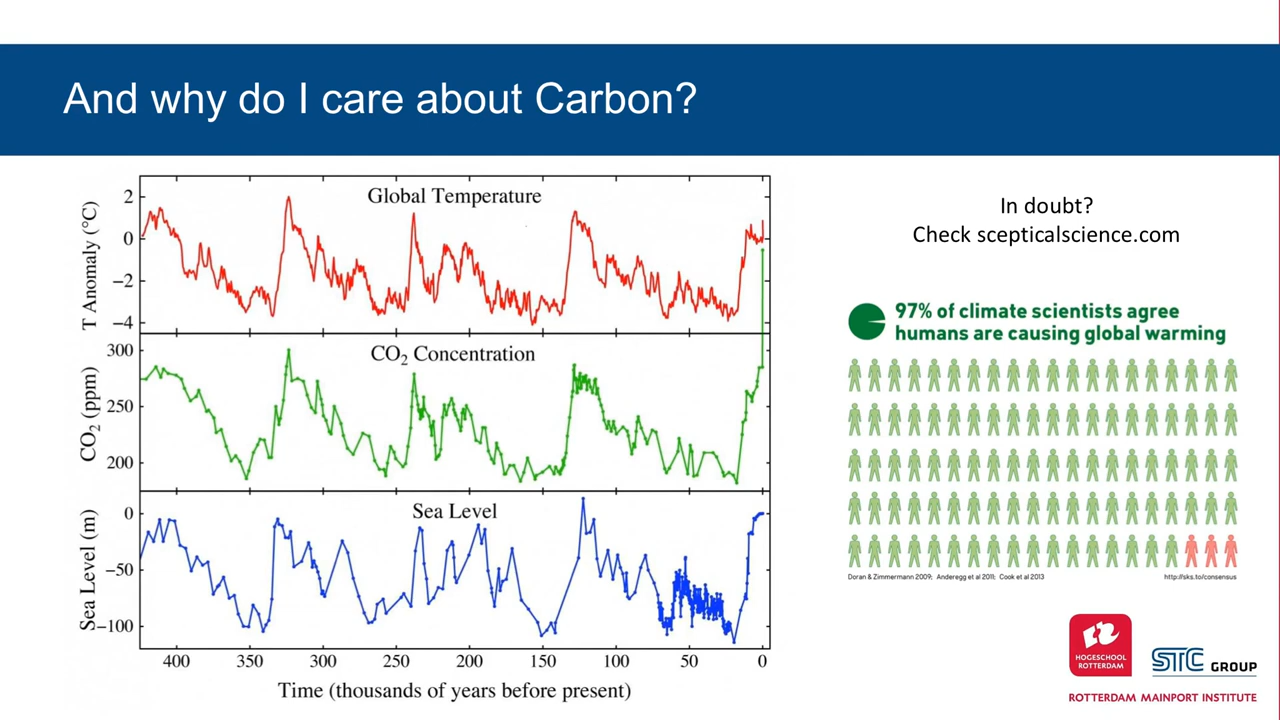 And why do I care about Carbon?
Global Temperature
T Anomaly (°C)
2
0
−2
−4
CO₂ Concentration
CO₂ (ppm)
300
250
200
Sea Level
Sea Level (m)
0
−50
−100
400 350 300 250 200 150 100 50 0
Time (thousands of years before present)
In doubt?
Check scepticalscience.com
97% of climate scientists agree
humans are causing global warming
Doran & Zimmermann 2009; Anderegg et al 2011; Cook et al 2013
http://sks.to/consensus
HOGESCHOOL
ROTTERDAM
STC GROUP
ROTTERDAM MAINPORT INSTITUTE